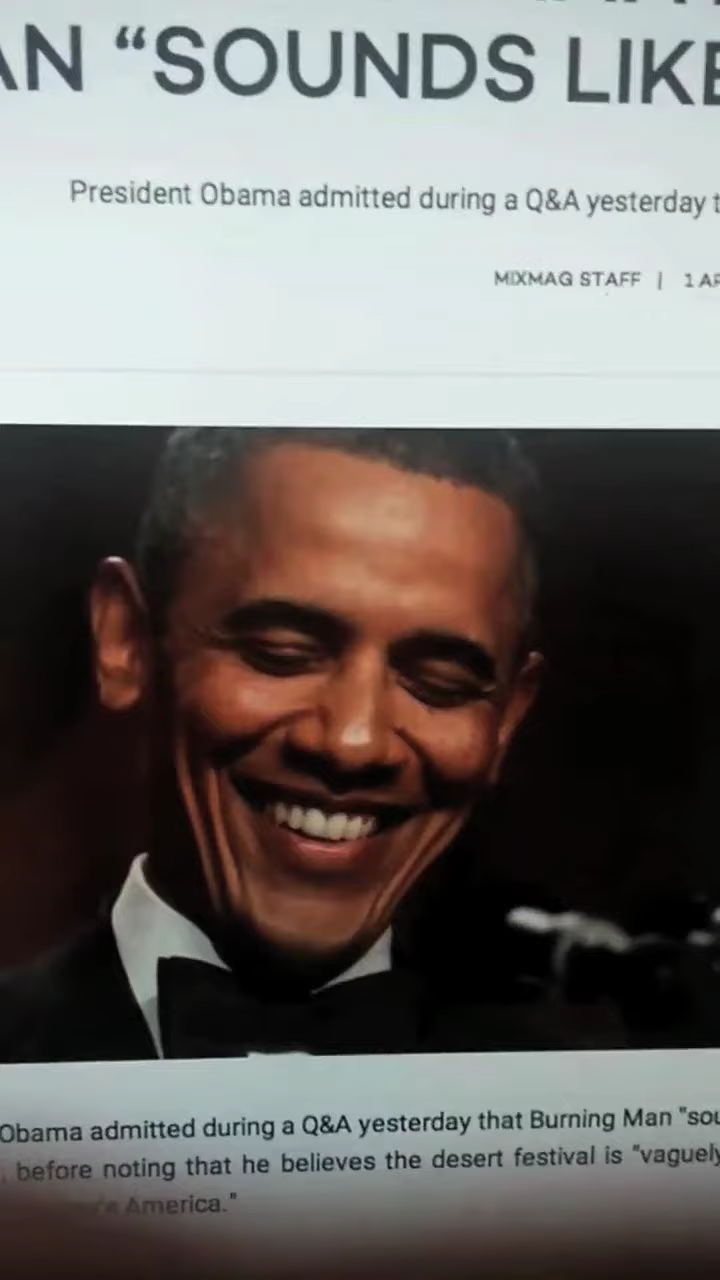 AN “SOUNDS LIKE
President Obama admitted during a Q&A yesterday t
MIXMAG STAFF | 1 AP
Obama admitted during a Q&A yesterday that Burning Man "sou
before noting that he believes the desert festival is "vaguely
America."